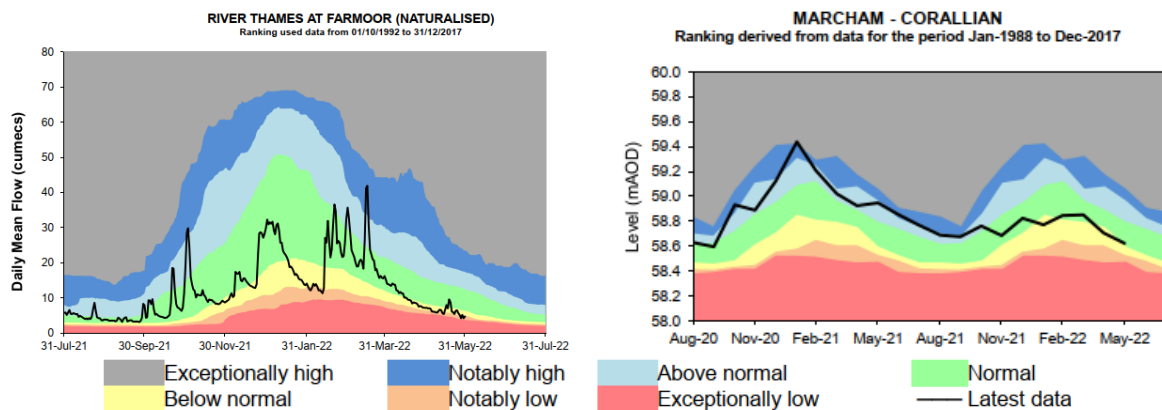 RIVER THAMES AT FARMOOR (NATURALISED)
Ranking used data from 01/10/1992 to 31/12/2017
Daily Mean Flow (cumecs)
80
70
60
50
40
30
20
10
0
31-Jul-21 30-Sep-21 30-Nov-21 31-Jan-22 31-Mar-22 31-May-22 31-Jul-22
MARCHAM - CORALLIAN
Ranking derived from data for the period Jan-1988 to Dec-2017
Level (mAOD)
60.0
59.8
59.6
59.4
59.2
59.0
58.8
58.6
58.4
58.2
58.0
Aug-20 Nov-20 Feb-21 May-21 Aug-21 Nov-21 Feb-22 May-22
Exceptionally high Notably high Above normal Normal
Below normal Notably low Exceptionally low Latest data